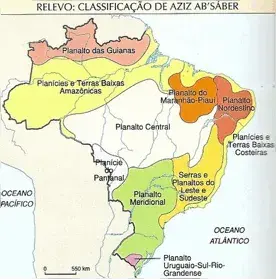 RELEVO: CLASSIFICAÇÃO DE AZIZ AB'SÁBER
Planalto das Guianas
Planícies e Terras Baixas
Amazônicas
Planalto do
Maranhão-Piauí
Planalto
Nordestino
Planalto Central
Planícies e
Terras Baixas
Costeiras
Planície
do
Pantanal
Serras e
Planaltos do
Leste e
Sudeste
OCEANO
PACÍFICO
Planalto
Meridional
OCEANO
ATLÂNTICO
Planalto
Uruguaio-Sul-Rio-
Grandense
0 550 km